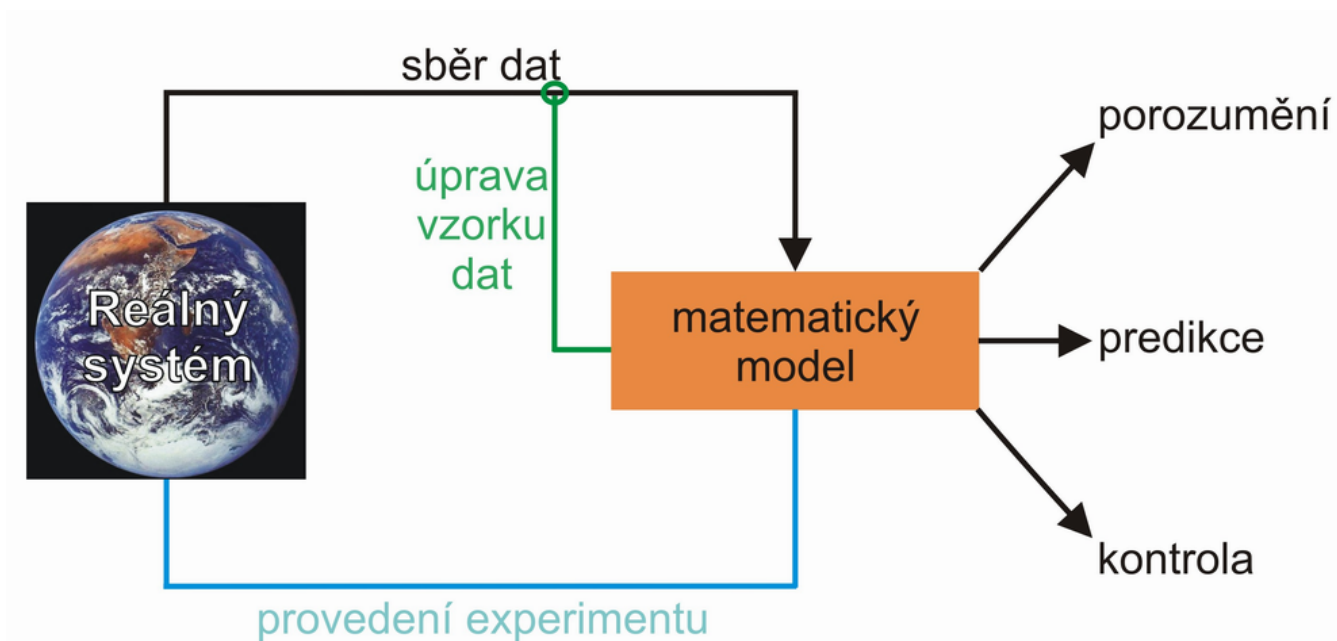 sběr dat
porozumění
úprava
vzorku
dat
Reálný
systém
matematický
model
predikce
kontrola
provedení experimentu